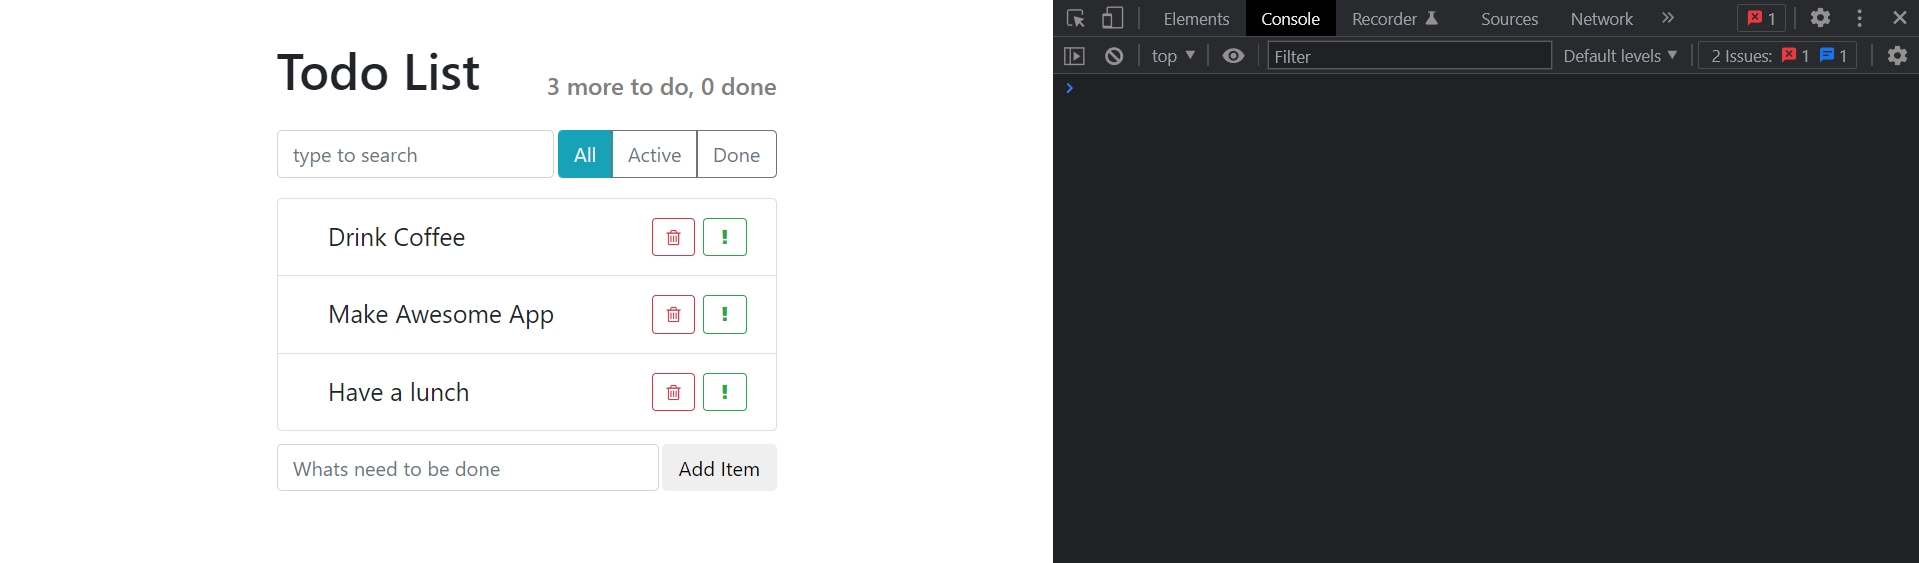 Todo List
3 more to do, 0 done
type to search
All Active Done
Drink Coffee
!
Make Awesome App
!
Have a lunch
!
Whats need to be done
Add Item
Elements Console Recorder Sources Network » 1
top Filter Default levels 2 Issues: 1 1
›